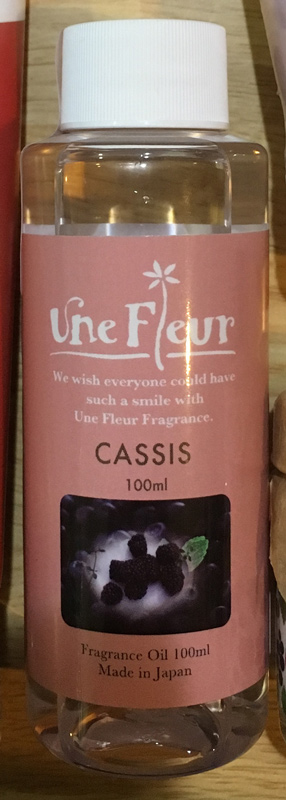 Une Fleur
We wish everyone could have
such a smile with
Une Fleur Fragrance.
CASSIS
100ml
Fragrance Oil 100ml
Made in Japan